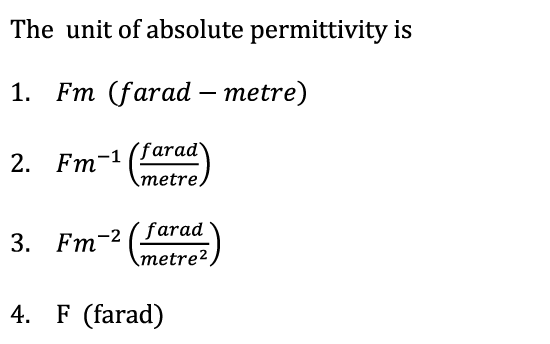 The unit of absolute permittivity is
1. Fm (farad − metre)
2. Fm⁻¹ (farad/metre)
3. Fm⁻² (farad/metre²)
4. F (farad)